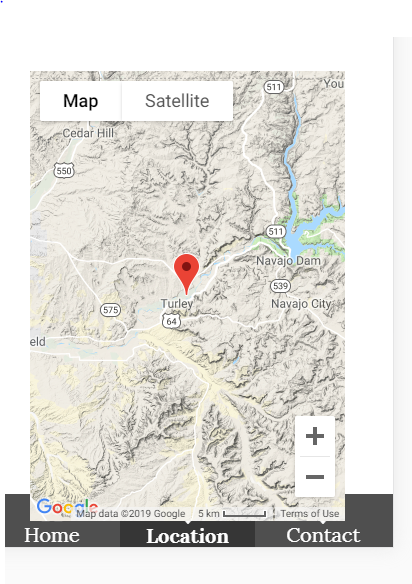 Map Satellite
511
You
Cedar Hill
550
511
Navajo Dam
539
Navajo City
Turley
575
64
eld
+
−
Google
Map data ©2019 Google 5 km Terms of Use
Home Location Contact